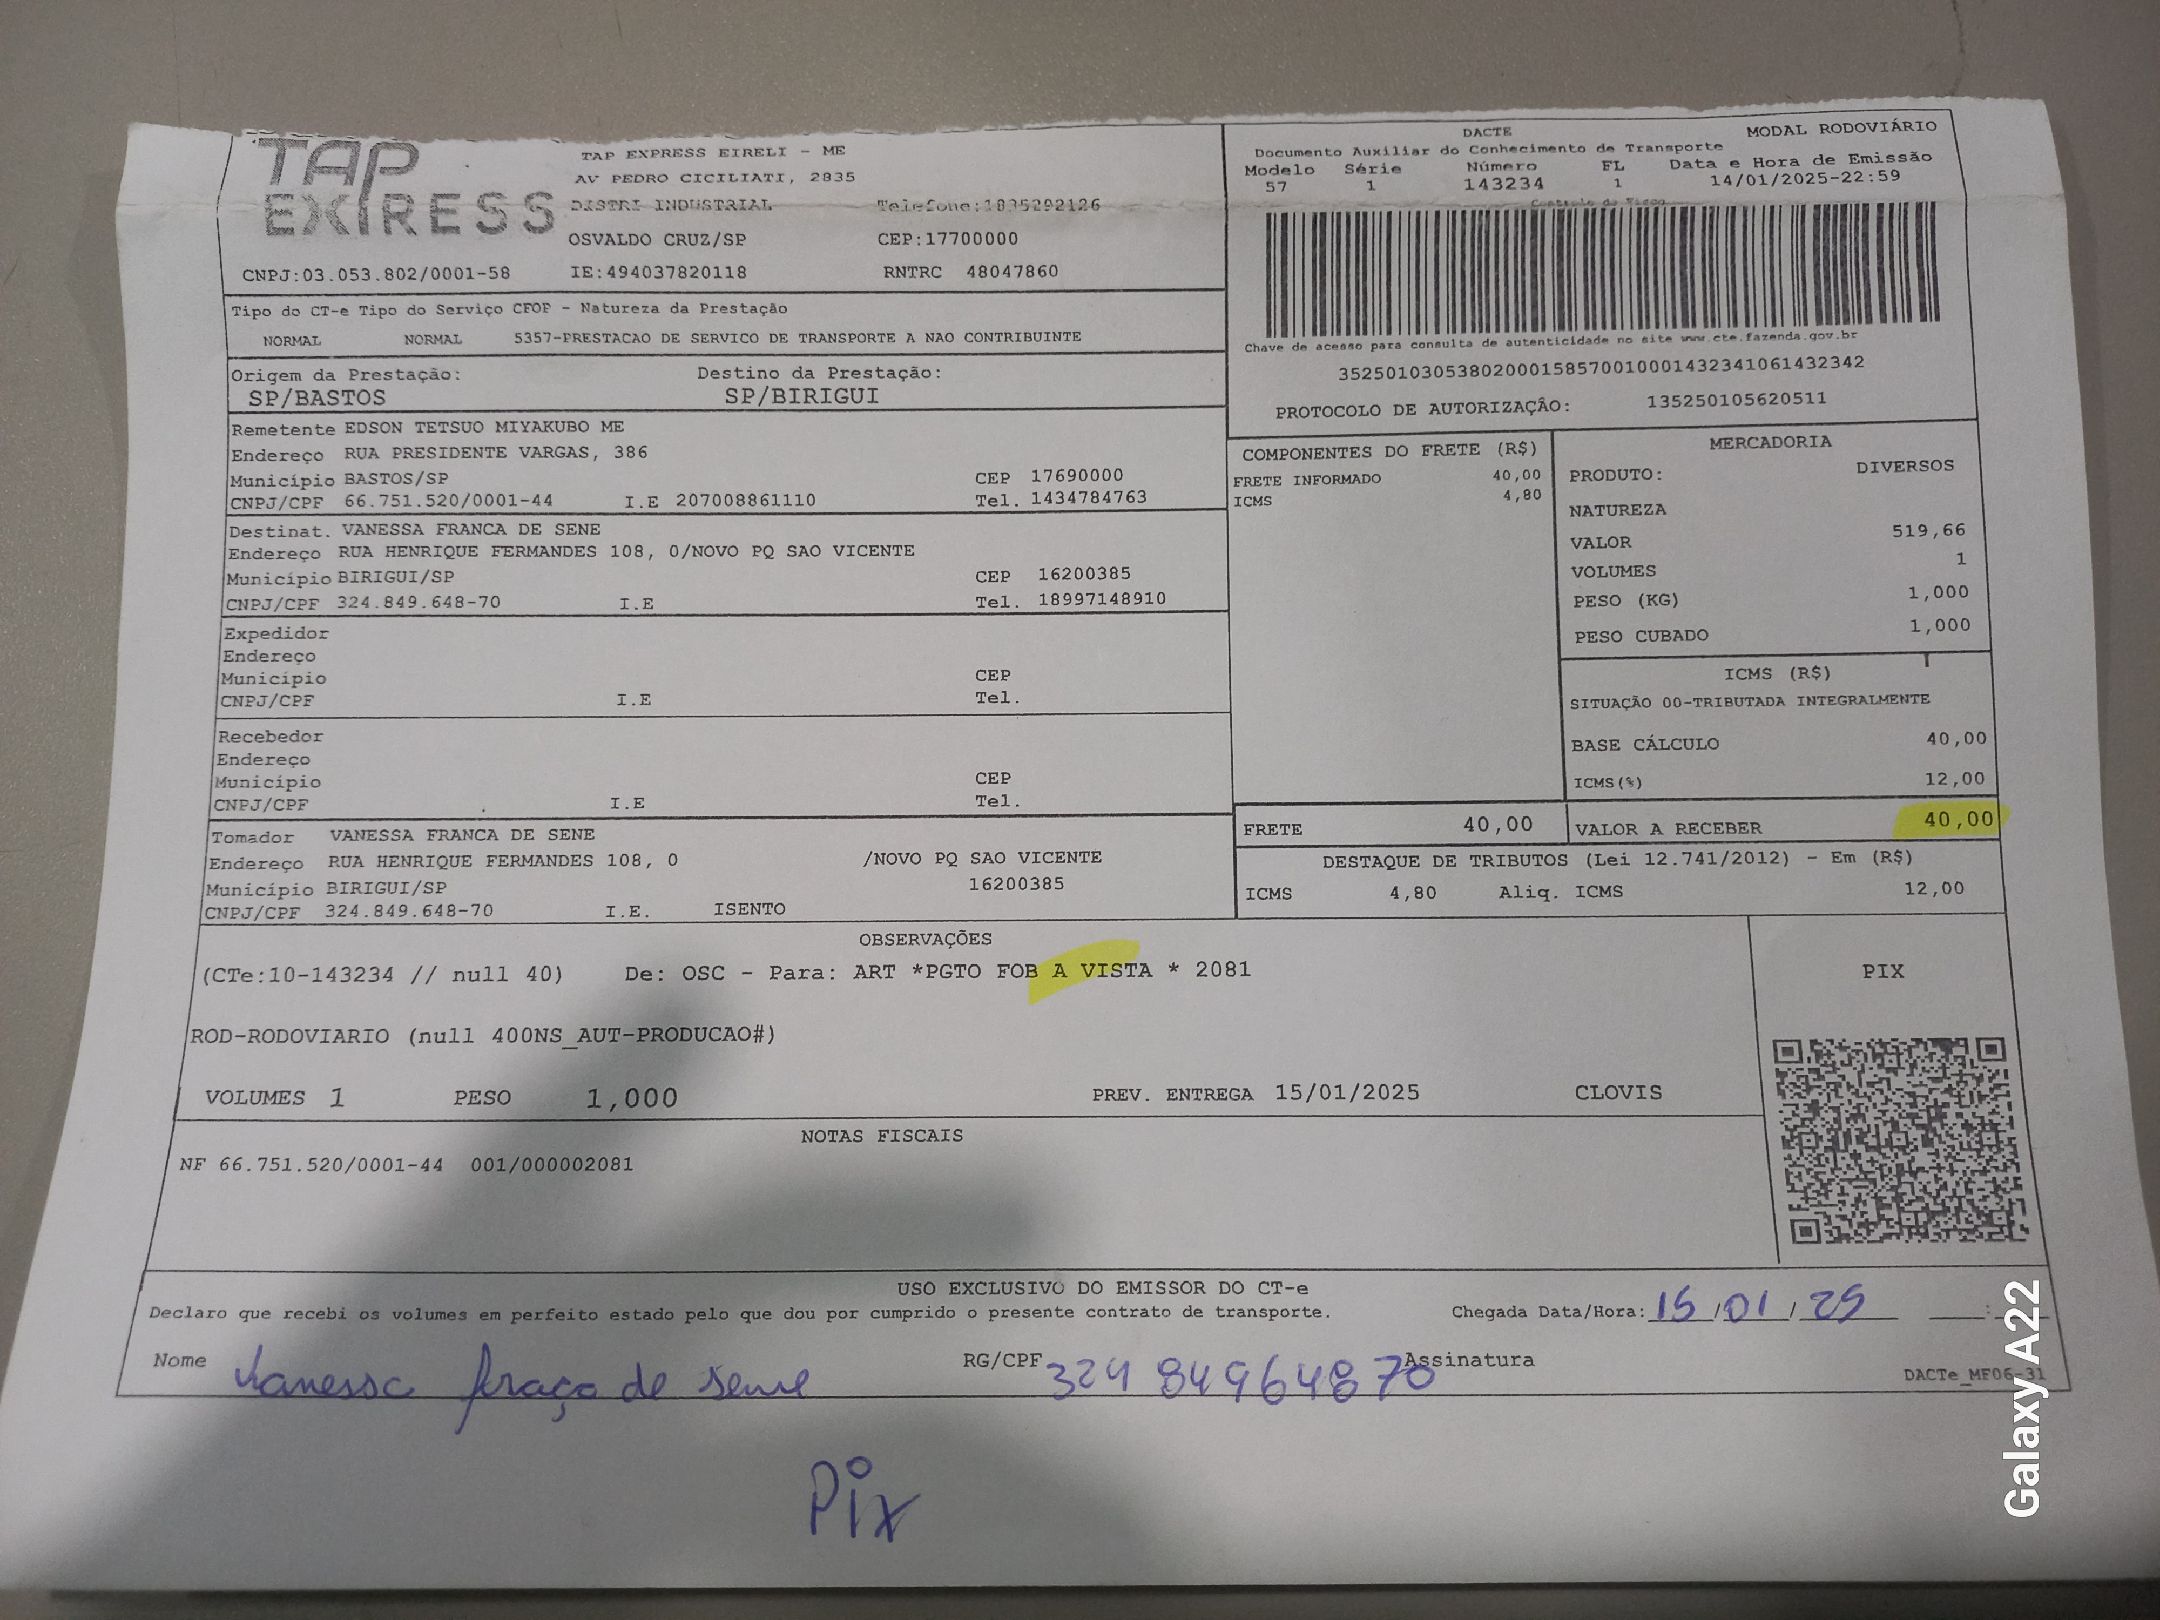 TAP EXPRESS
TAP EXPRESS EIRELI - ME
AV PEDRO CICILIATI, 2835
DISTRI INDUSTRIAL Telefone:1835292126
OSVALDO CRUZ/SP CEP:17700000
CNPJ:03.053.802/0001-58 IE:494037820118 RNTRC 48047860
DACTE MODAL RODOVIÁRIO
Documento Auxiliar do Conhecimento de Transporte
Modelo Série Número FL Data e Hora de Emissão
57 1 143234 1 14/01/2025-22:59
Controle do Fisco
Chave de acesso para consulta de autenticidade no site www.cte.fazenda.gov.br
35250103053802000158570010001432341061432342
PROTOCOLO DE AUTORIZAÇÃO: 135250105620511
Tipo do CT-e Tipo do Serviço CFOP - Natureza da Prestação
NORMAL NORMAL 5357-PRESTACAO DE SERVICO DE TRANSPORTE A NAO CONTRIBUINTE
Origem da Prestação: Destino da Prestação:
SP/BASTOS SP/BIRIGUI
Remetente EDSON TETSUO MIYAKUBO ME
Endereço RUA PRESIDENTE VARGAS, 386
Município BASTOS/SP CEP 17690000
CNPJ/CPF 66.751.520/0001-44 I.E 207008861110 Tel. 1434784763
Destinat. VANESSA FRANCA DE SENE
Endereço RUA HENRIQUE FERMANDES 108, 0/NOVO PQ SAO VICENTE
Município BIRIGUI/SP CEP 16200385
CNPJ/CPF 324.849.648-70 I.E Tel. 18997148910
Expedidor
Endereço
Município CEP
CNPJ/CPF I.E Tel.
Recebedor
Endereço
Município CEP
CNPJ/CPF I.E Tel.
Tomador VANESSA FRANCA DE SENE
Endereço RUA HENRIQUE FERMANDES 108, 0 /NOVO PQ SAO VICENTE
Município BIRIGUI/SP 16200385
CNPJ/CPF 324.849.648-70 I.E. ISENTO
COMPONENTES DO FRETE (R$)
FRETE INFORMADO 40,00
ICMS 4,80
MERCADORIA
PRODUTO: DIVERSOS
NATUREZA
VALOR 519,66
VOLUMES 1
PESO (KG) 1,000
PESO CUBADO 1,000
ICMS (R$)
SITUAÇÃO 00-TRIBUTADA INTEGRALMENTE
BASE CÁLCULO 40,00
ICMS(%) 12,00
FRETE 40,00 VALOR A RECEBER 40,00
DESTAQUE DE TRIBUTOS (Lei 12.741/2012) - Em (R$)
ICMS 4,80 Aliq. ICMS 12,00
OBSERVAÇÕES
(CTe:10-143234 // null 40) De: OSC - Para: ART *PGTO FOB A VISTA * 2081
ROD-RODOVIARIO (null 400NS_AUT-PRODUCAO#)
VOLUMES 1 PESO 1,000 PREV. ENTREGA 15/01/2025 CLOVIS
PIX
NOTAS FISCAIS
NF 66.751.520/0001-44 001/000002081
USO EXCLUSIVO DO EMISSOR DO CT-e
Declaro que recebi os volumes em perfeito estado pelo que dou por cumprido o presente contrato de transporte. Chegada Data/Hora: 15/01/25 :
Nome Vanessa França de Sene RG/CPF 32484964870 Assinatura
DACTe_MF06-31
Pix
Galaxy A22